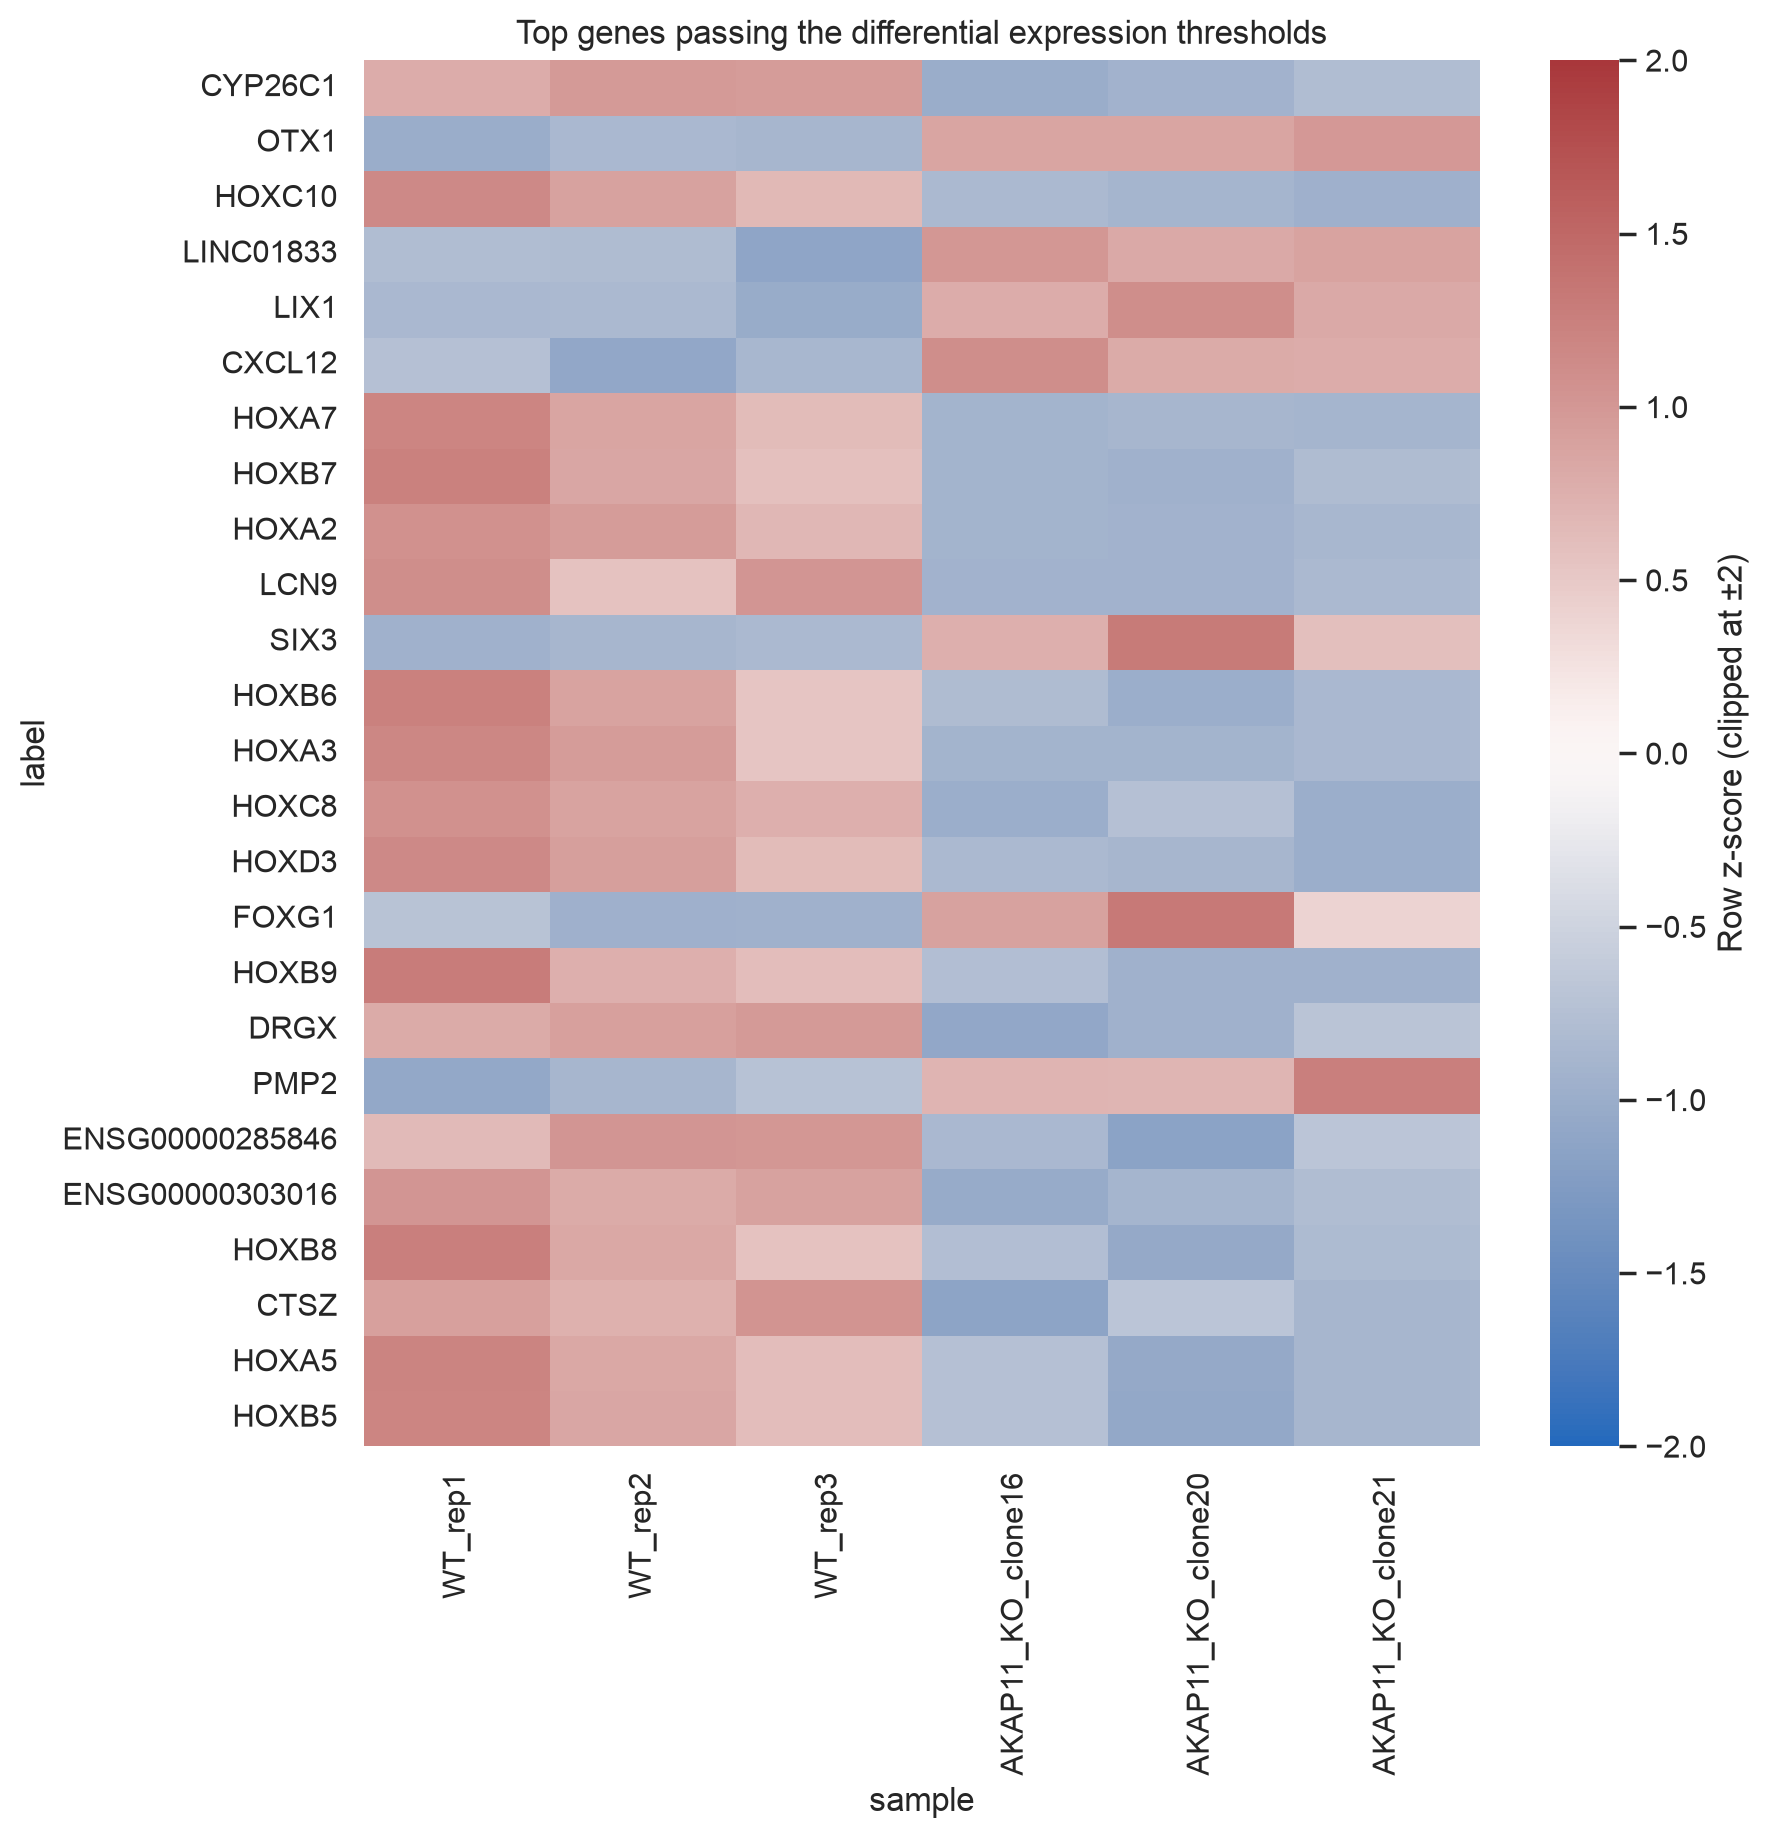 Top genes passing the differential expression thresholds
CYP26C1
OTX1
HOXC10
LINC01833
LIX1
CXCL12
HOXA7
HOXB7
HOXA2
LCN9
SIX3
HOXB6
HOXA3
HOXC8
HOXD3
FOXG1
HOXB9
DRGX
PMP2
ENSG00000285846
ENSG00000303016
HOXB8
CTSZ
HOXA5
HOXB5
label
WT_rep1
WT_rep2
WT_rep3
AKAP11_KO_clone16
AKAP11_KO_clone20
AKAP11_KO_clone21
sample
2.0
1.5
1.0
0.5
0.0
−0.5
−1.0
−1.5
−2.0
Row z-score (clipped at ±2)